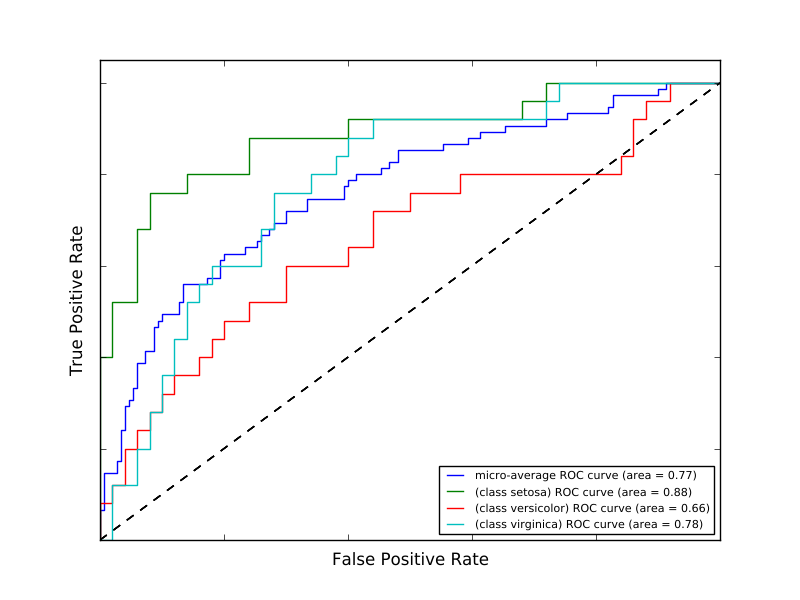 True Positive Rate
micro-average ROC curve (area = 0.77)
(class setosa) ROC curve (area = 0.88)
(class versicolor) ROC curve (area = 0.66)
(class virginica) ROC curve (area = 0.78)
False Positive Rate